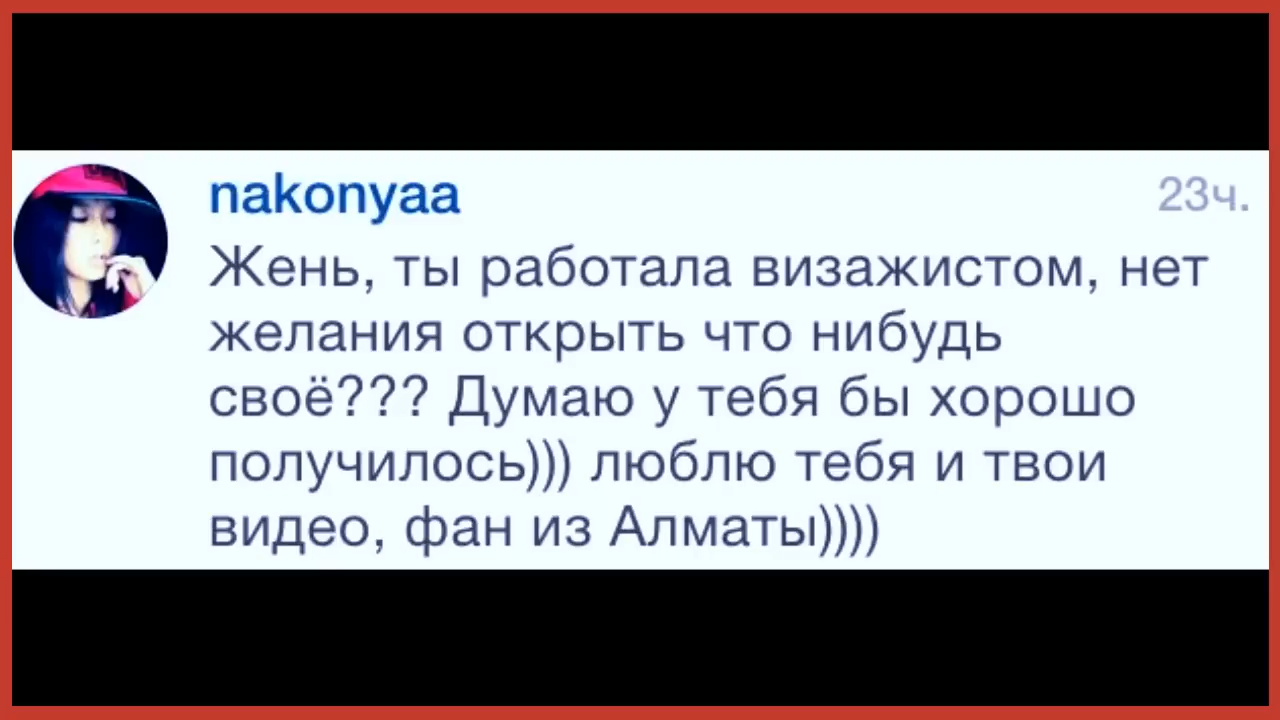 nakonyaa
23ч.
Жень, ты работала визажистом, нет
желания открыть что нибудь
своё??? Думаю у тебя бы хорошо
получилось))) люблю тебя и твои
видео, фан из Алматы))))